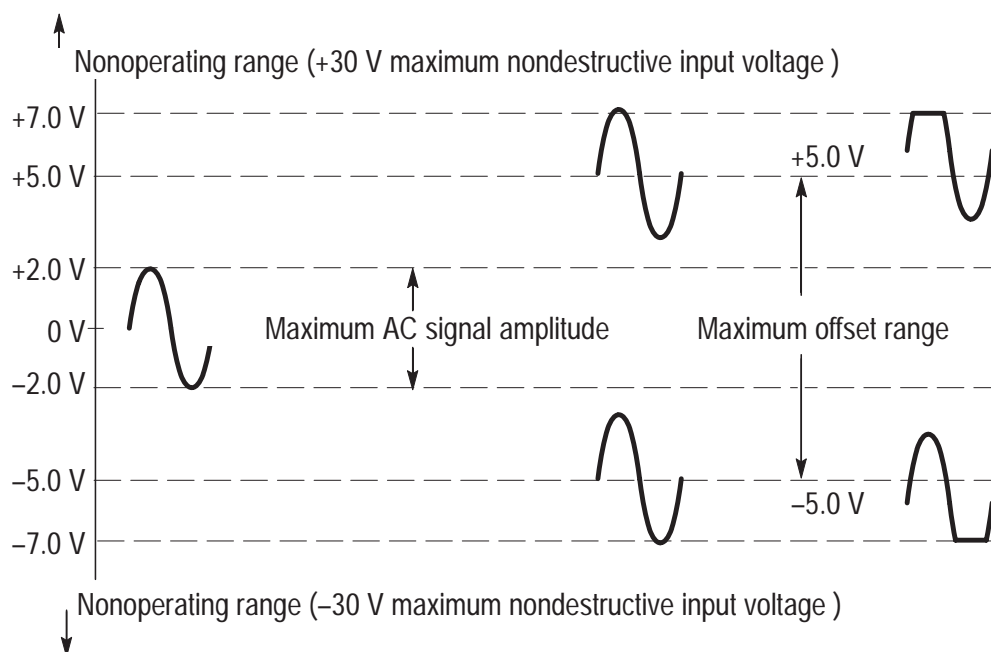 Nonoperating range (+30 V maximum nondestructive input voltage )
+7.0 V
+5.0 V
+5.0 V
+2.0 V
0 V
Maximum AC signal amplitude
Maximum offset range
–2.0 V
–5.0 V
–5.0 V
–7.0 V
Nonoperating range (–30 V maximum nondestructive input voltage )